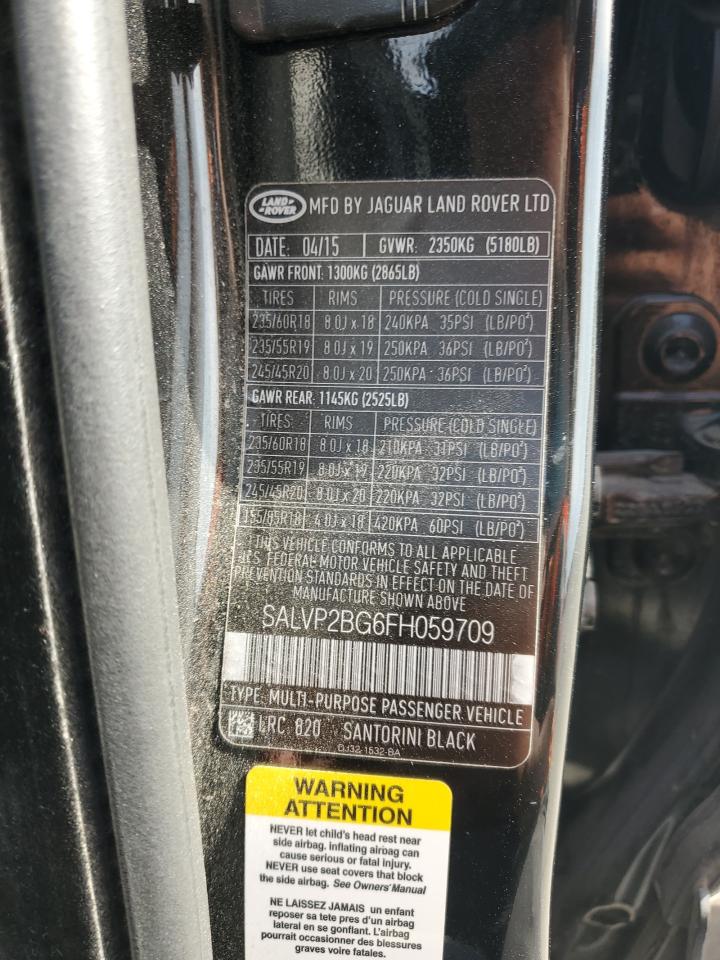 LAND ROVER MFD BY JAGUAR LAND ROVER LTD
DATE: 04/15 GVWR: 2350KG (5180LB)
GAWR FRONT: 1300KG (2865LB)
TIRES RIMS PRESSURE (COLD SINGLE)
235/60R18 8.0J x 18 240KPA 35PSI (LB/PO²)
235/55R19 8.0J x 19 250KPA 36PSI (LB/PO²)
245/45R20 8.0J x 20 250KPA 36PSI (LB/PO²)
GAWR REAR: 1145KG (2525LB)
TIRES RIMS PRESSURE (COLD SINGLE)
235/60R18 8.0J x 18 210KPA 31PSI (LB/PO²)
235/55R19 8.0J x 19 220KPA 32PSI (LB/PO²)
245/45R20 8.0J x 20 220KPA 32PSI (LB/PO²)
155/85R18 4.0J x 18 420KPA 60PSI (LB/PO²)
THIS VEHICLE CONFORMS TO ALL APPLICABLE
U.S. FEDERAL MOTOR VEHICLE SAFETY AND THEFT
PREVENTION STANDARDS IN EFFECT ON THE DATE OF
MANUFACTURE SHOWN ABOVE
SALVP2BG6FH059709
TYPE: MULTI-PURPOSE PASSENGER VEHICLE
LRC 820 SANTORINI BLACK
DJ32-1532-BA
WARNING
ATTENTION
NEVER let child's head rest near
side airbag. inflating airbag can
cause serious or fatal injury.
NEVER use seat covers that block
the side airbag. See Owners' Manual
NE LAISSEZ JAMAIS un enfant
reposer sa tete pres d'un airbag
lateral en se gonflant. L'airbag
pourrait occasionner des blessures
graves voire fatales.